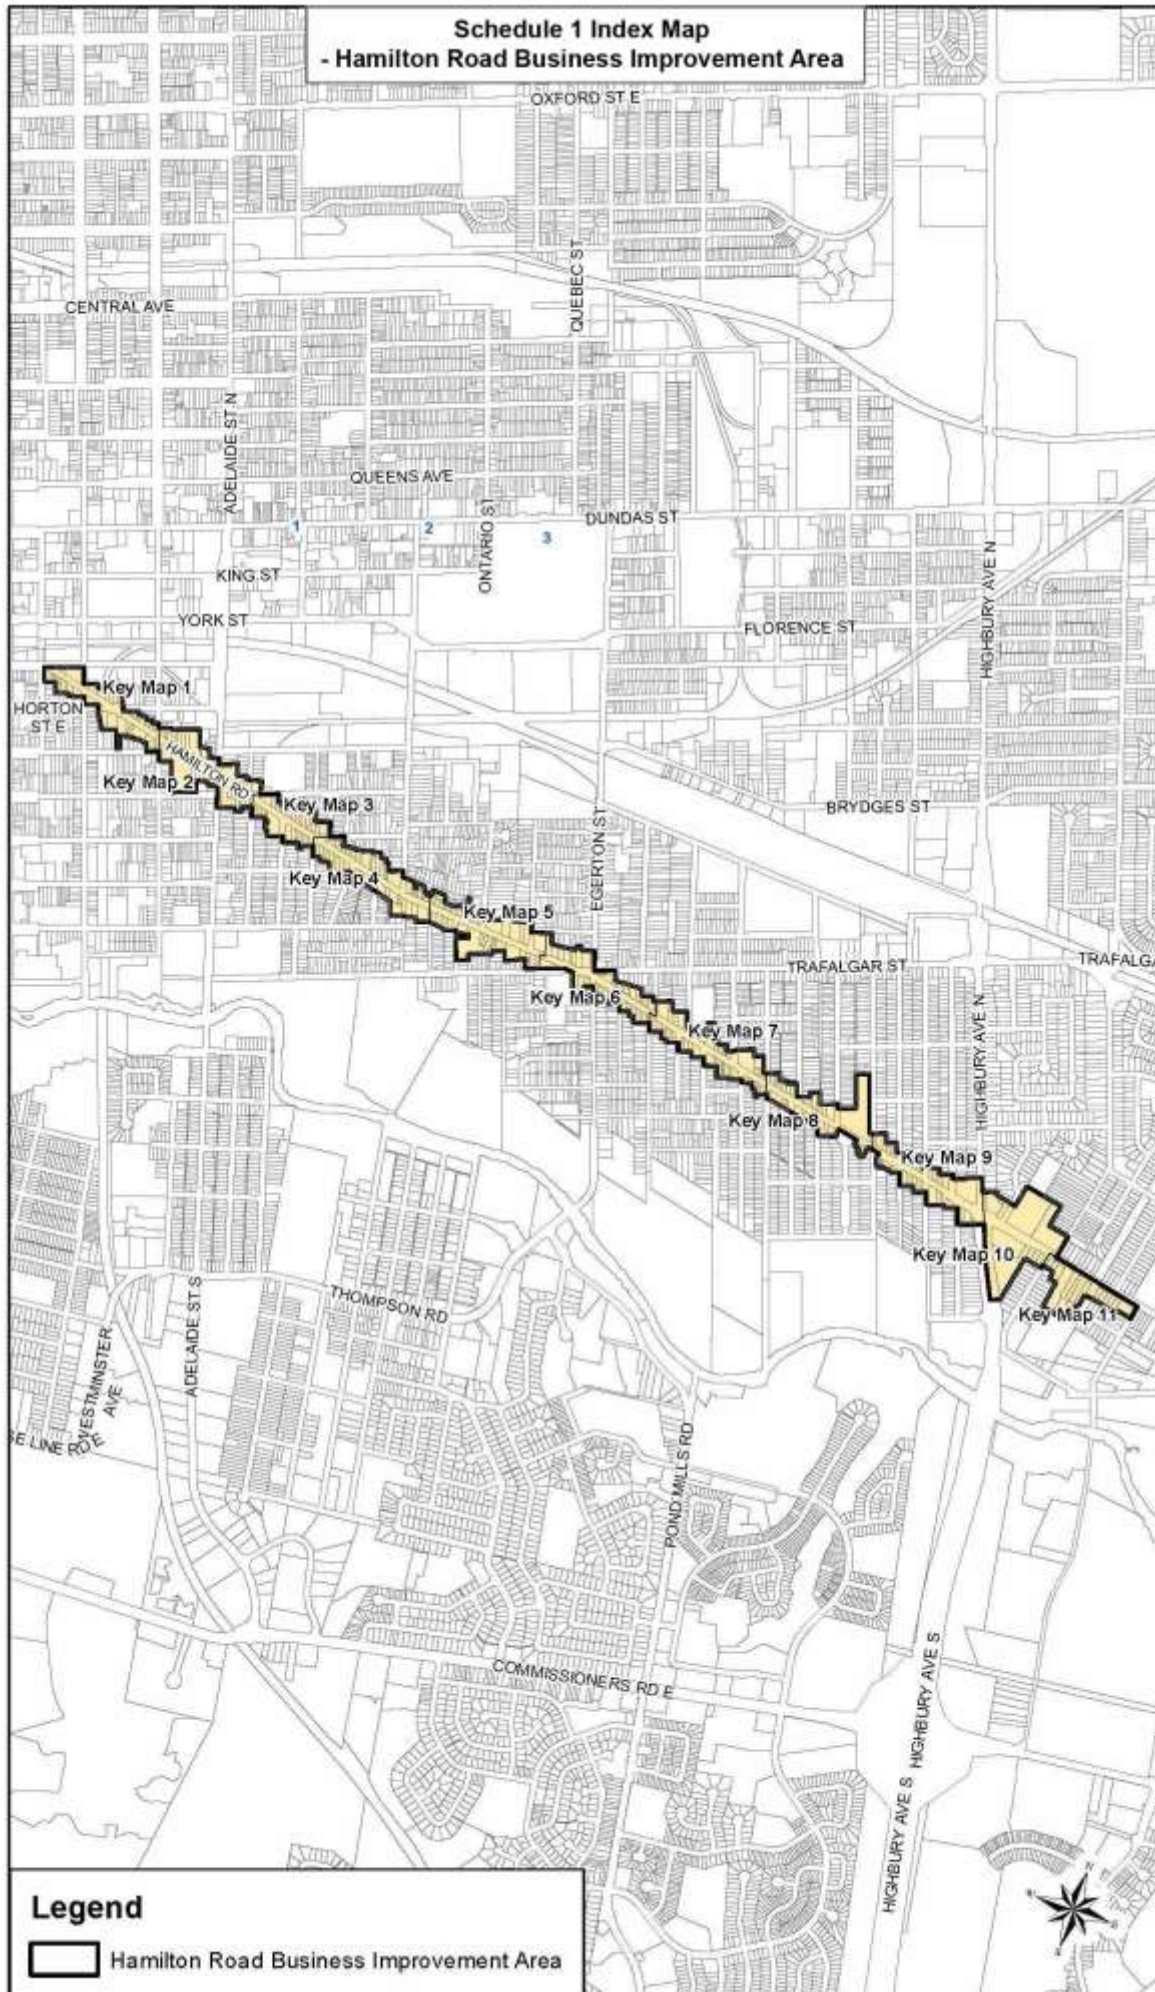 Schedule 1 Index Map
- Hamilton Road Business Improvement Area
OXFORD ST E
QUEBEC ST
CENTRAL AVE
ADELAIDE ST N
QUEENS AVE
1
2
3
DUNDAS ST
ONTARIO ST
KING ST
HIGHBURY AVE N
YORK ST
FLORENCE ST
Key Map 1
HORTON
ST E
HAMILTON RD
Key Map 2
Key Map 3
BRYDGES ST
EGERTON ST
Key Map 4
Key Map 5
TRAFALGAR ST
TRAFALGA
Key Map 6
HIGHBURY AVE N
Key Map 7
Key Map 8
Key Map 9
Key Map 10
Key Map 11
THOMPSON RD
ADELAIDE ST S
WESTMINSTER
AVE
SE LINE RD E
POND MILLS RD
COMMISSIONERS RD E
HIGHBURY AVE S
HIGHBURY AVE S
Legend
Hamilton Road Business Improvement Area